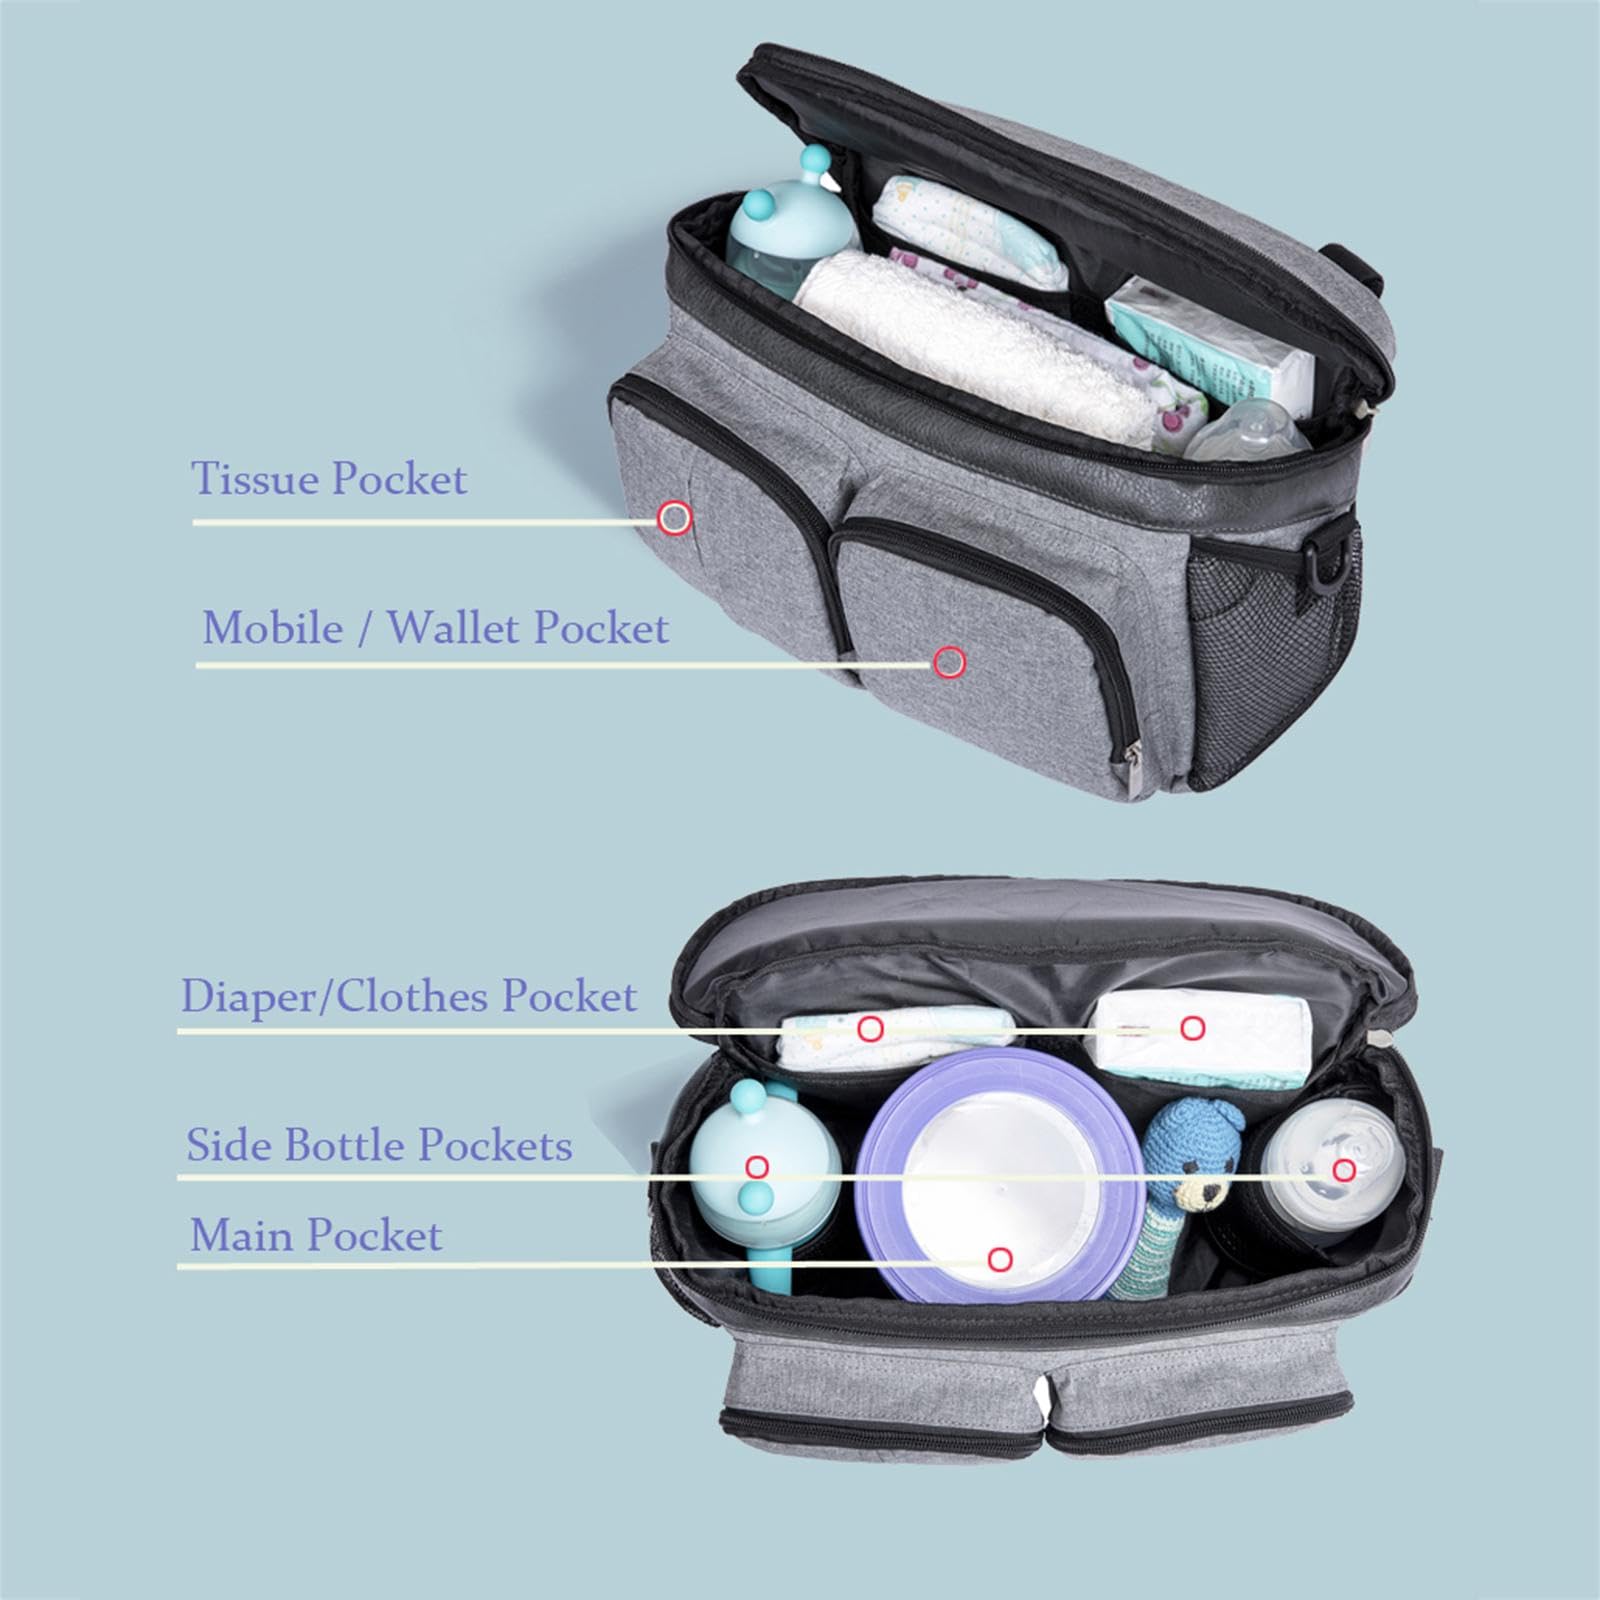 Tissue Pocket
Mobile / Wallet Pocket
Diaper/Clothes Pocket
Side Bottle Pockets
Main Pocket